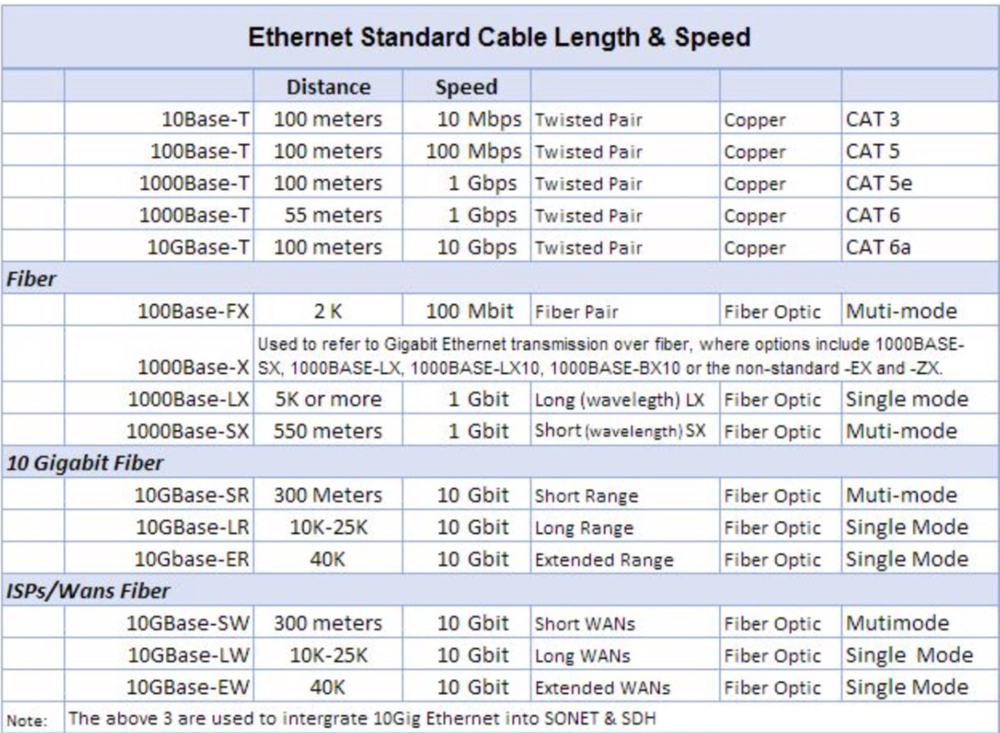 Ethernet Standard Cable Length & Speed
Distance Speed
10Base-T 100 meters 10 Mbps Twisted Pair Copper CAT 3
100Base-T 100 meters 100 Mbps Twisted Pair Copper CAT 5
1000Base-T 100 meters 1 Gbps Twisted Pair Copper CAT 5e
1000Base-T 55 meters 1 Gbps Twisted Pair Copper CAT 6
10GBase-T 100 meters 10 Gbps Twisted Pair Copper CAT 6a
Fiber
100Base-FX 2 K 100 Mbit Fiber Pair Fiber Optic Muti-mode
Used to refer to Gigabit Ethernet transmission over fiber, where options include 1000BASE-
1000Base-X SX, 1000BASE-LX, 1000BASE-LX10, 1000BASE-BX10 or the non-standard -EX and -ZX.
1000Base-LX 5K or more 1 Gbit Long (wavelegth) LX Fiber Optic Single mode
1000Base-SX 550 meters 1 Gbit Short (wavelength) SX Fiber Optic Muti-mode
10 Gigabit Fiber
10GBase-SR 300 Meters 10 Gbit Short Range Fiber Optic Muti-mode
10GBase-LR 10K-25K 10 Gbit Long Range Fiber Optic Single Mode
10Gbase-ER 40K 10 Gbit Extended Range Fiber Optic Single Mode
ISPs/Wans Fiber
10GBase-SW 300 meters 10 Gbit Short WANs Fiber Optic Mutimode
10GBase-LW 10K-25K 10 Gbit Long WANs Fiber Optic Single Mode
10GBase-EW 40K 10 Gbit Extended WANs Fiber Optic Single Mode
Note: The above 3 are used to intergrate 10Gig Ethernet into SONET & SDH